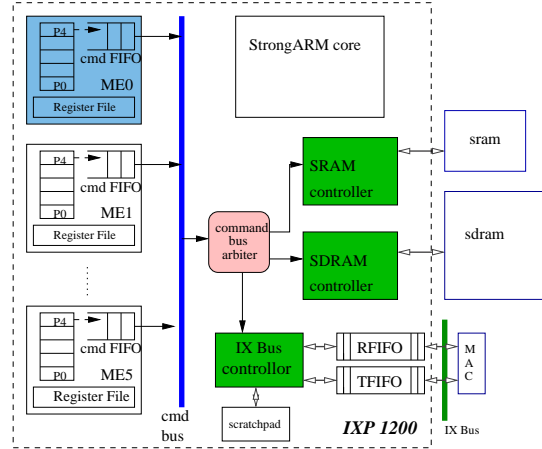 P4
cmd FIFO
ME0
P0
Register File
StrongARM core
P4
cmd FIFO
ME1
P0
Register File
P4
cmd FIFO
ME5
P0
Register File
cmd
bus
command
bus
arbiter
SRAM
controller
SDRAM
controller
sram
sdram
IX Bus
controllor
RFIFO
TFIFO
M
A
C
scratchpad
IXP 1200
IX Bus